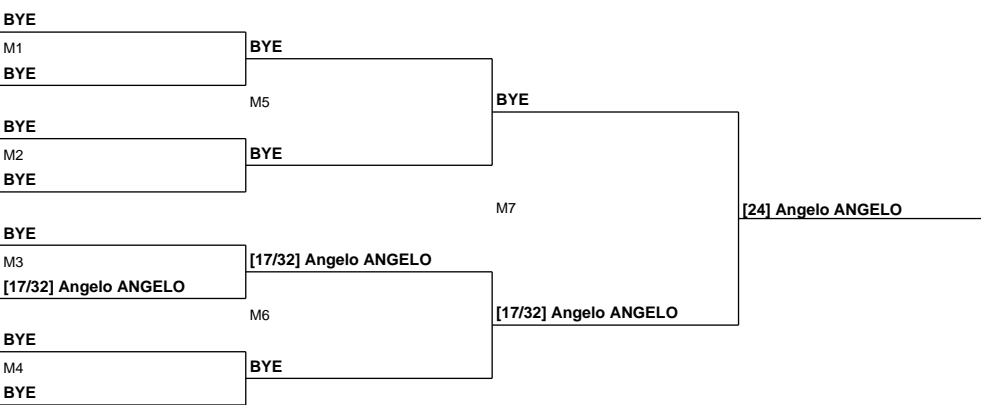 BYE
M1
BYE
BYE
M5
BYE
M2
BYE
BYE
BYE
M7
[24] Angelo ANGELO
BYE
M3
[17/32] Angelo ANGELO
[17/32] Angelo ANGELO
M6
[17/32] Angelo ANGELO
BYE
M4
BYE
BYE